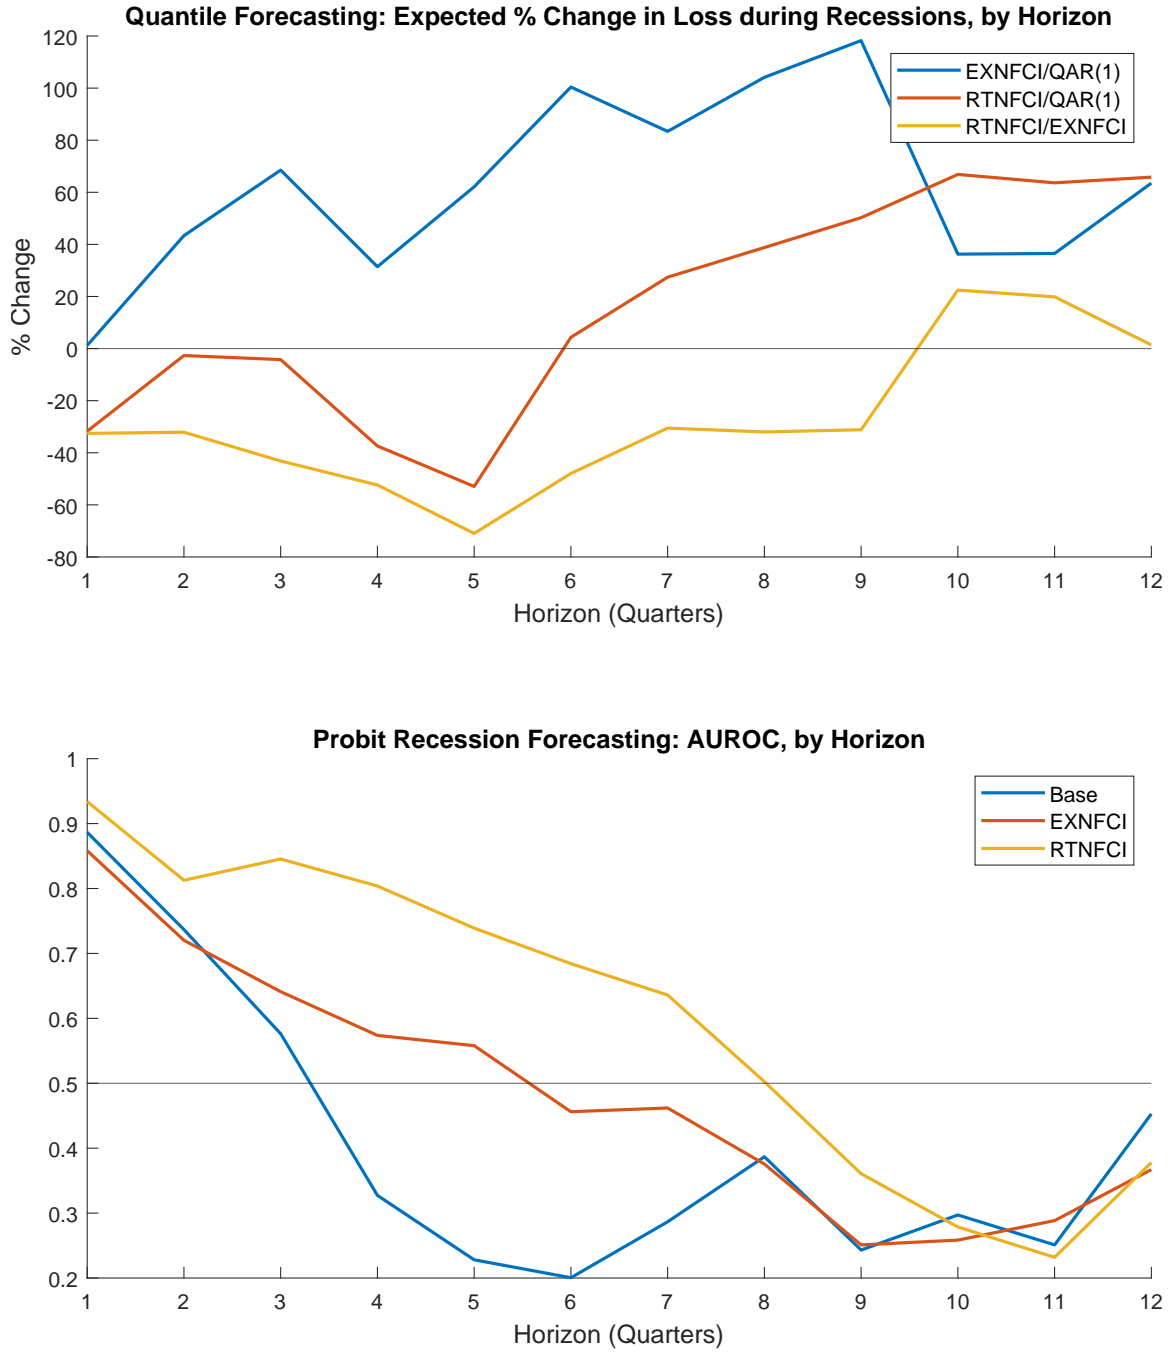 Quantile Forecasting: Expected % Change in Loss during Recessions, by Horizon
120
100
80
60
40
20
0
-20
-40
-60
-80
% Change
EXNFCI/QAR(1)
RTNFCI/QAR(1)
RTNFCI/EXNFCI
1 2 3 4 5 6 7 8 9 10 11 12
Horizon (Quarters)
Probit Recession Forecasting: AUROC, by Horizon
1
0.9
0.8
0.7
0.6
0.5
0.4
0.3
0.2
Base
EXNFCI
RTNFCI
1 2 3 4 5 6 7 8 9 10 11 12
Horizon (Quarters)